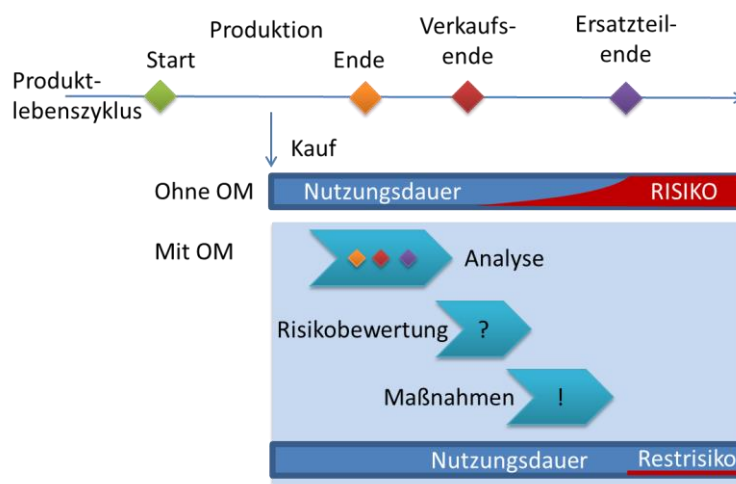 Produktion
Verkaufs-
ende
Ersatzteil-
ende
Start
Ende
Produkt-
lebenszyklus
Kauf
Ohne OM
Nutzungsdauer
RISIKO
Mit OM
Analyse
Risikobewertung
?
Maßnahmen
!
Nutzungsdauer
Restrisiko